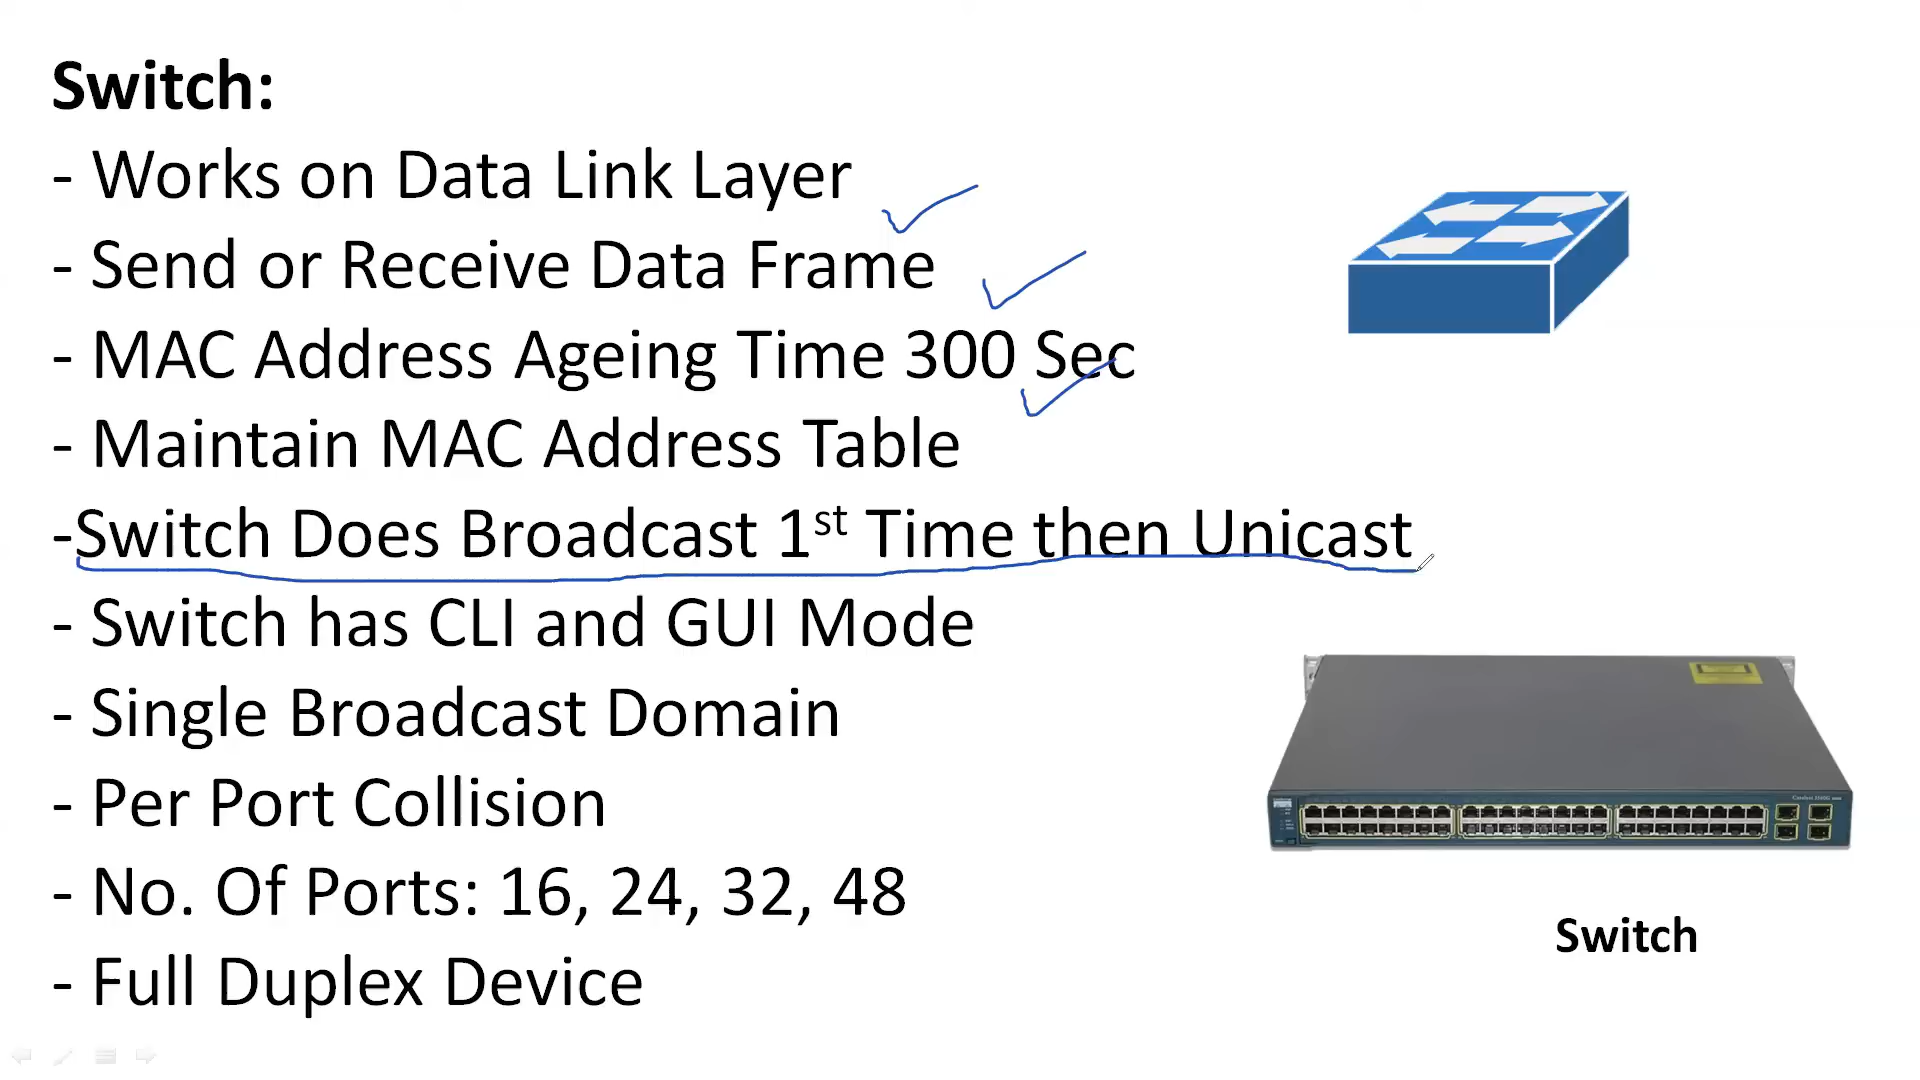 Switch:
- Works on Data Link Layer
- Send or Receive Data Frame
- MAC Address Ageing Time 300 Sec
- Maintain MAC Address Table
-Switch Does Broadcast 1st Time then Unicast
- Switch has CLI and GUI Mode
- Single Broadcast Domain
- Per Port Collision
- No. Of Ports: 16, 24, 32, 48
- Full Duplex Device
Switch